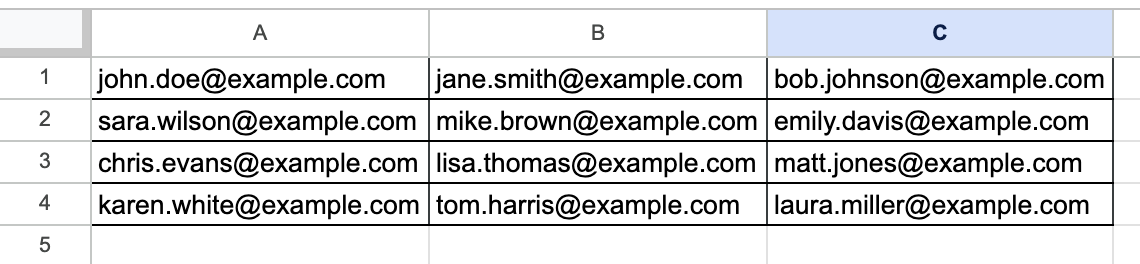 A B C
1 john.doe@example.com jane.smith@example.com bob.johnson@example.com
2 sara.wilson@example.com mike.brown@example.com emily.davis@example.com
3 chris.evans@example.com lisa.thomas@example.com matt.jones@example.com
4 karen.white@example.com tom.harris@example.com laura.miller@example.com
5